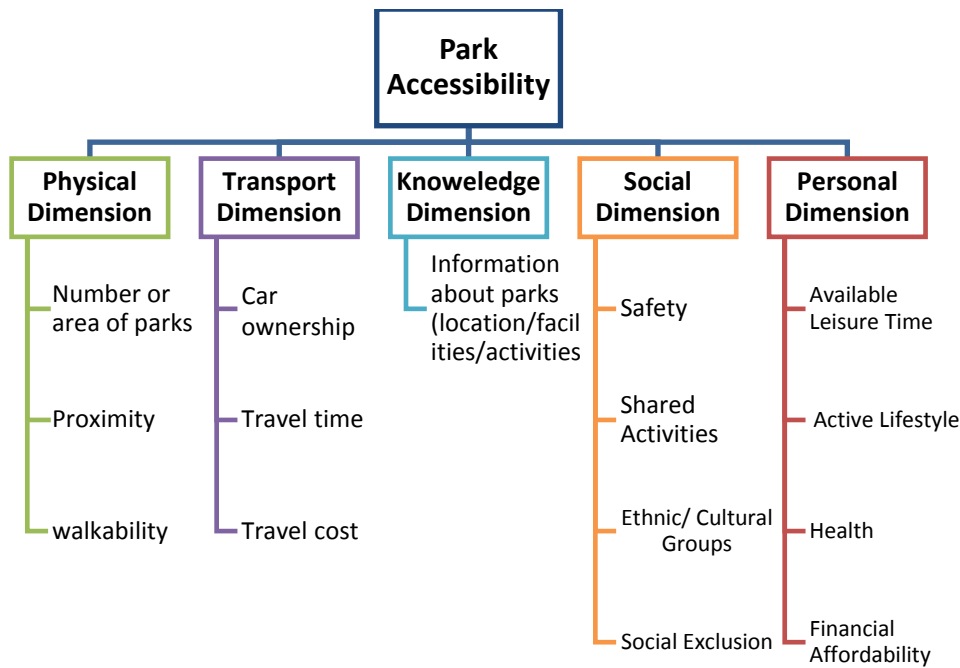 Park
Accessibility
Physical
Dimension
Number or
area of parks
Proximity
walkability
Transport
Dimension
Car
ownership
Travel time
Travel cost
Knoweledge
Dimension
Information
about parks
(location/facil
ities/activities
Social
Dimension
Safety
Shared
Activities
Ethnic/ Cultural
Groups
Social Exclusion
Personal
Dimension
Available
Leisure Time
Active Lifestyle
Health
Financial
Affordability